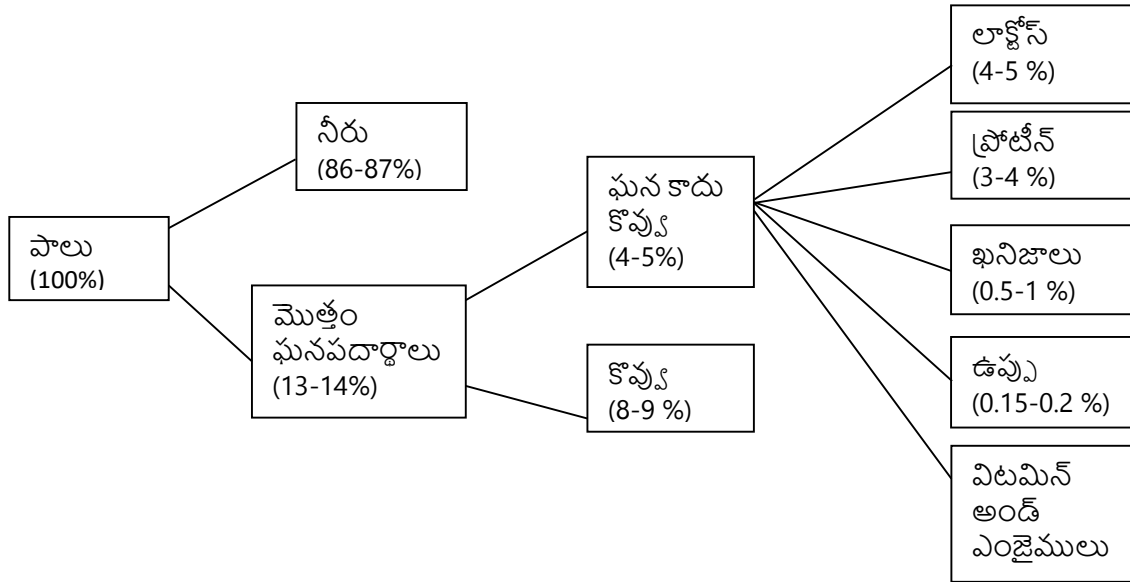 పాలు
(100%)
నీరు
(86-87%)
మొత్తం
ఘనపదార్థాలు
(13-14%)
ఘన కాదు
కొవ్వు
(4-5%)
కొవ్వు
(8-9 %)
లాక్టోస్
(4-5 %)
ప్రోటీన్
(3-4 %)
ఖనిజాలు
(0.5-1 %)
ఉప్పు
(0.15-0.2 %)
విటమిన్
అండ్
ఎంజైములు